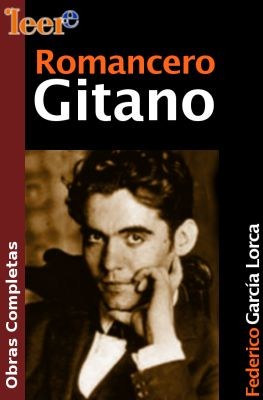 leer e
Romancero
Gitano
Obras Completas
Federico García Lorca